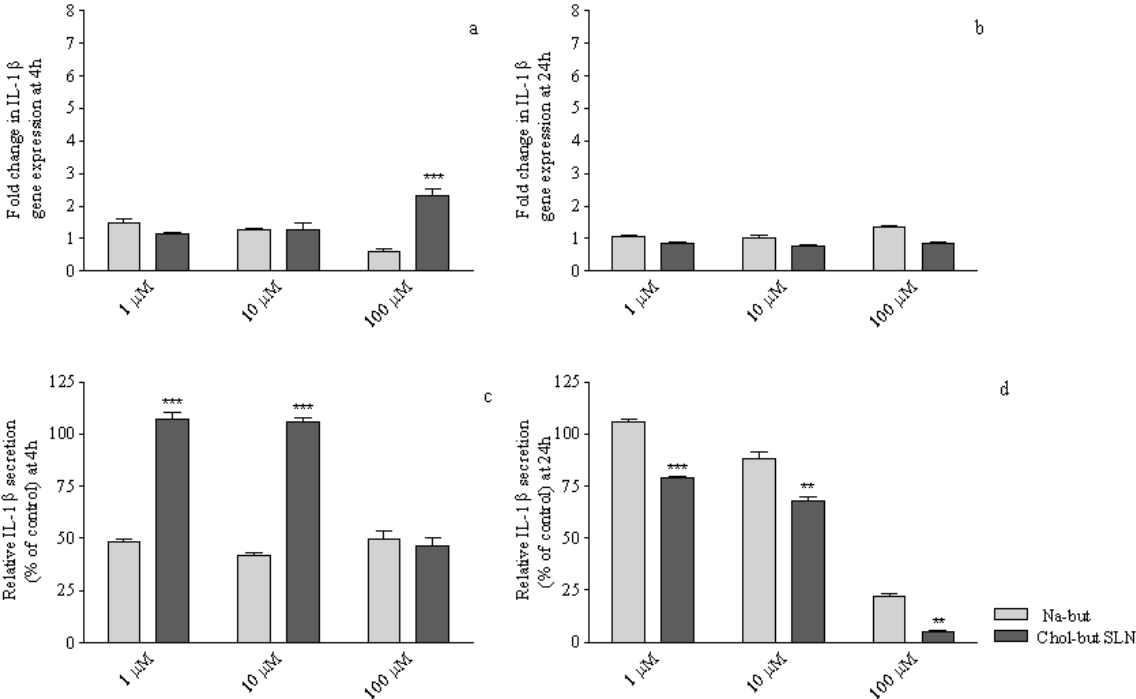 Fold change in IL-1 β
gene expression at 4h
8
7
6
5
4
3
2
1
0
a
***
1 µM
10 µM
100 µM
Fold change in IL-1 β
gene expression at 24h
8
7
6
5
4
3
2
1
0
b
1 µM
10 µM
100 µM
Relative IL-1 β secretion
(% of control) at 4h
125
100
75
50
25
0
c
***
***
1 µM
10 µM
100 µM
Relative IL-1 β secretion
(% of control) at 24h
125
100
75
50
25
0
d
***
**
**
1 µM
10 µM
100 µM
Na-but
Chol-but SLN